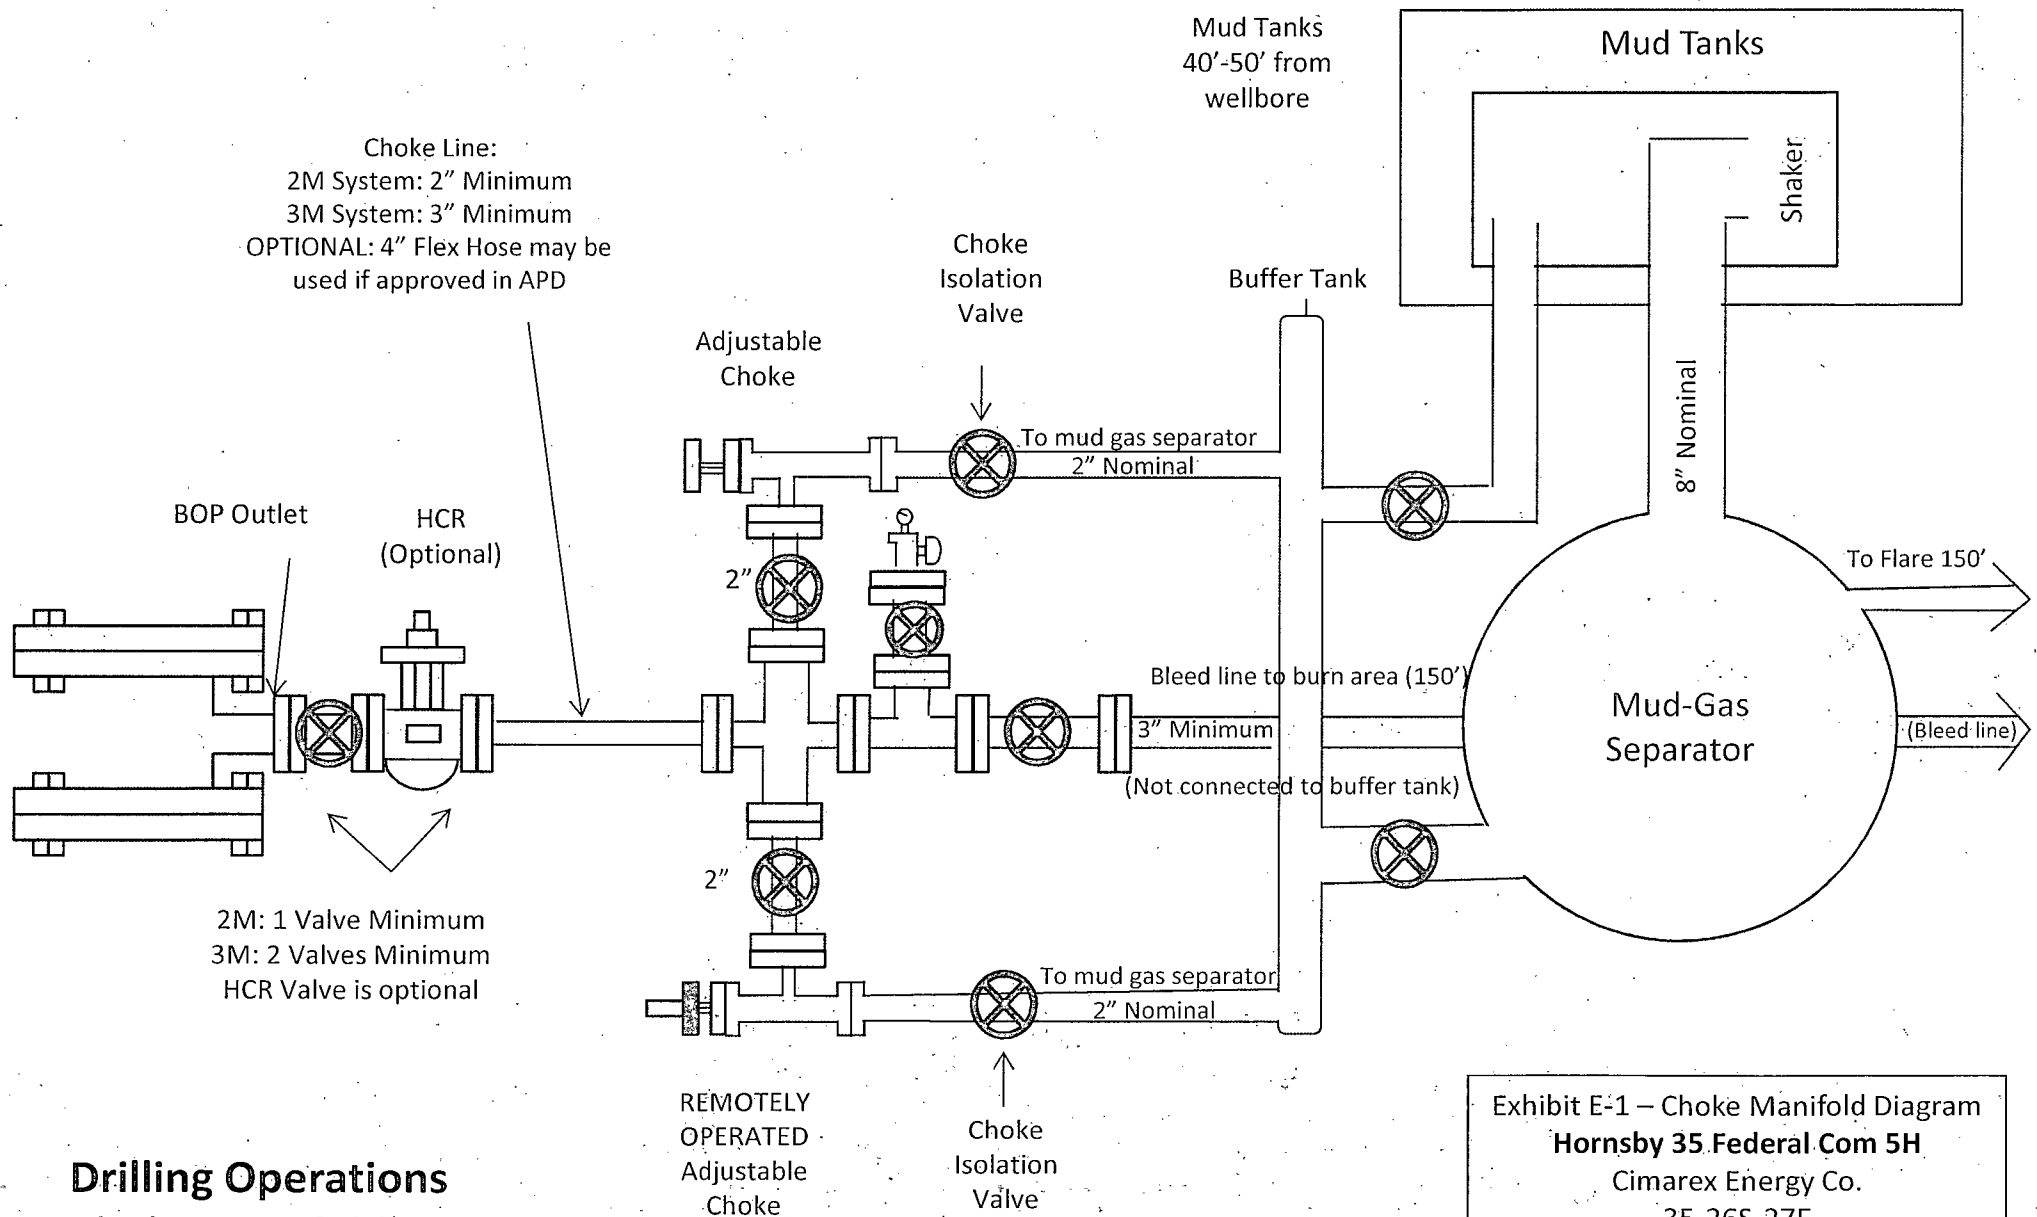 Mud Tanks
40’-50’ from
wellbore
Mud Tanks
Shaker
Choke Line:
2M System: 2” Minimum
3M System: 3” Minimum
OPTIONAL: 4” Flex Hose may be
used if approved in APD
Choke
Isolation
Valve
Buffer Tank
Adjustable
Choke
To mud gas separator
2” Nominal
8” Nominal
BOP Outlet
HCR
(Optional)
2”
To Flare 150’
Bleed line to burn area (150’)
3” Minimum
(Not connected to buffer tank)
Mud-Gas
Separator
(Bleed line)
2”
2M: 1 Valve Minimum
3M: 2 Valves Minimum
HCR Valve is optional
To mud gas separator
2” Nominal
REMOTELY
OPERATED
Adjustable
Choke
Choke
Isolation
Valve
Drilling Operations
Exhibit E-1 – Choke Manifold Diagram
Hornsby 35 Federal Com 5H
Cimarex Energy Co.
35-26S-27E